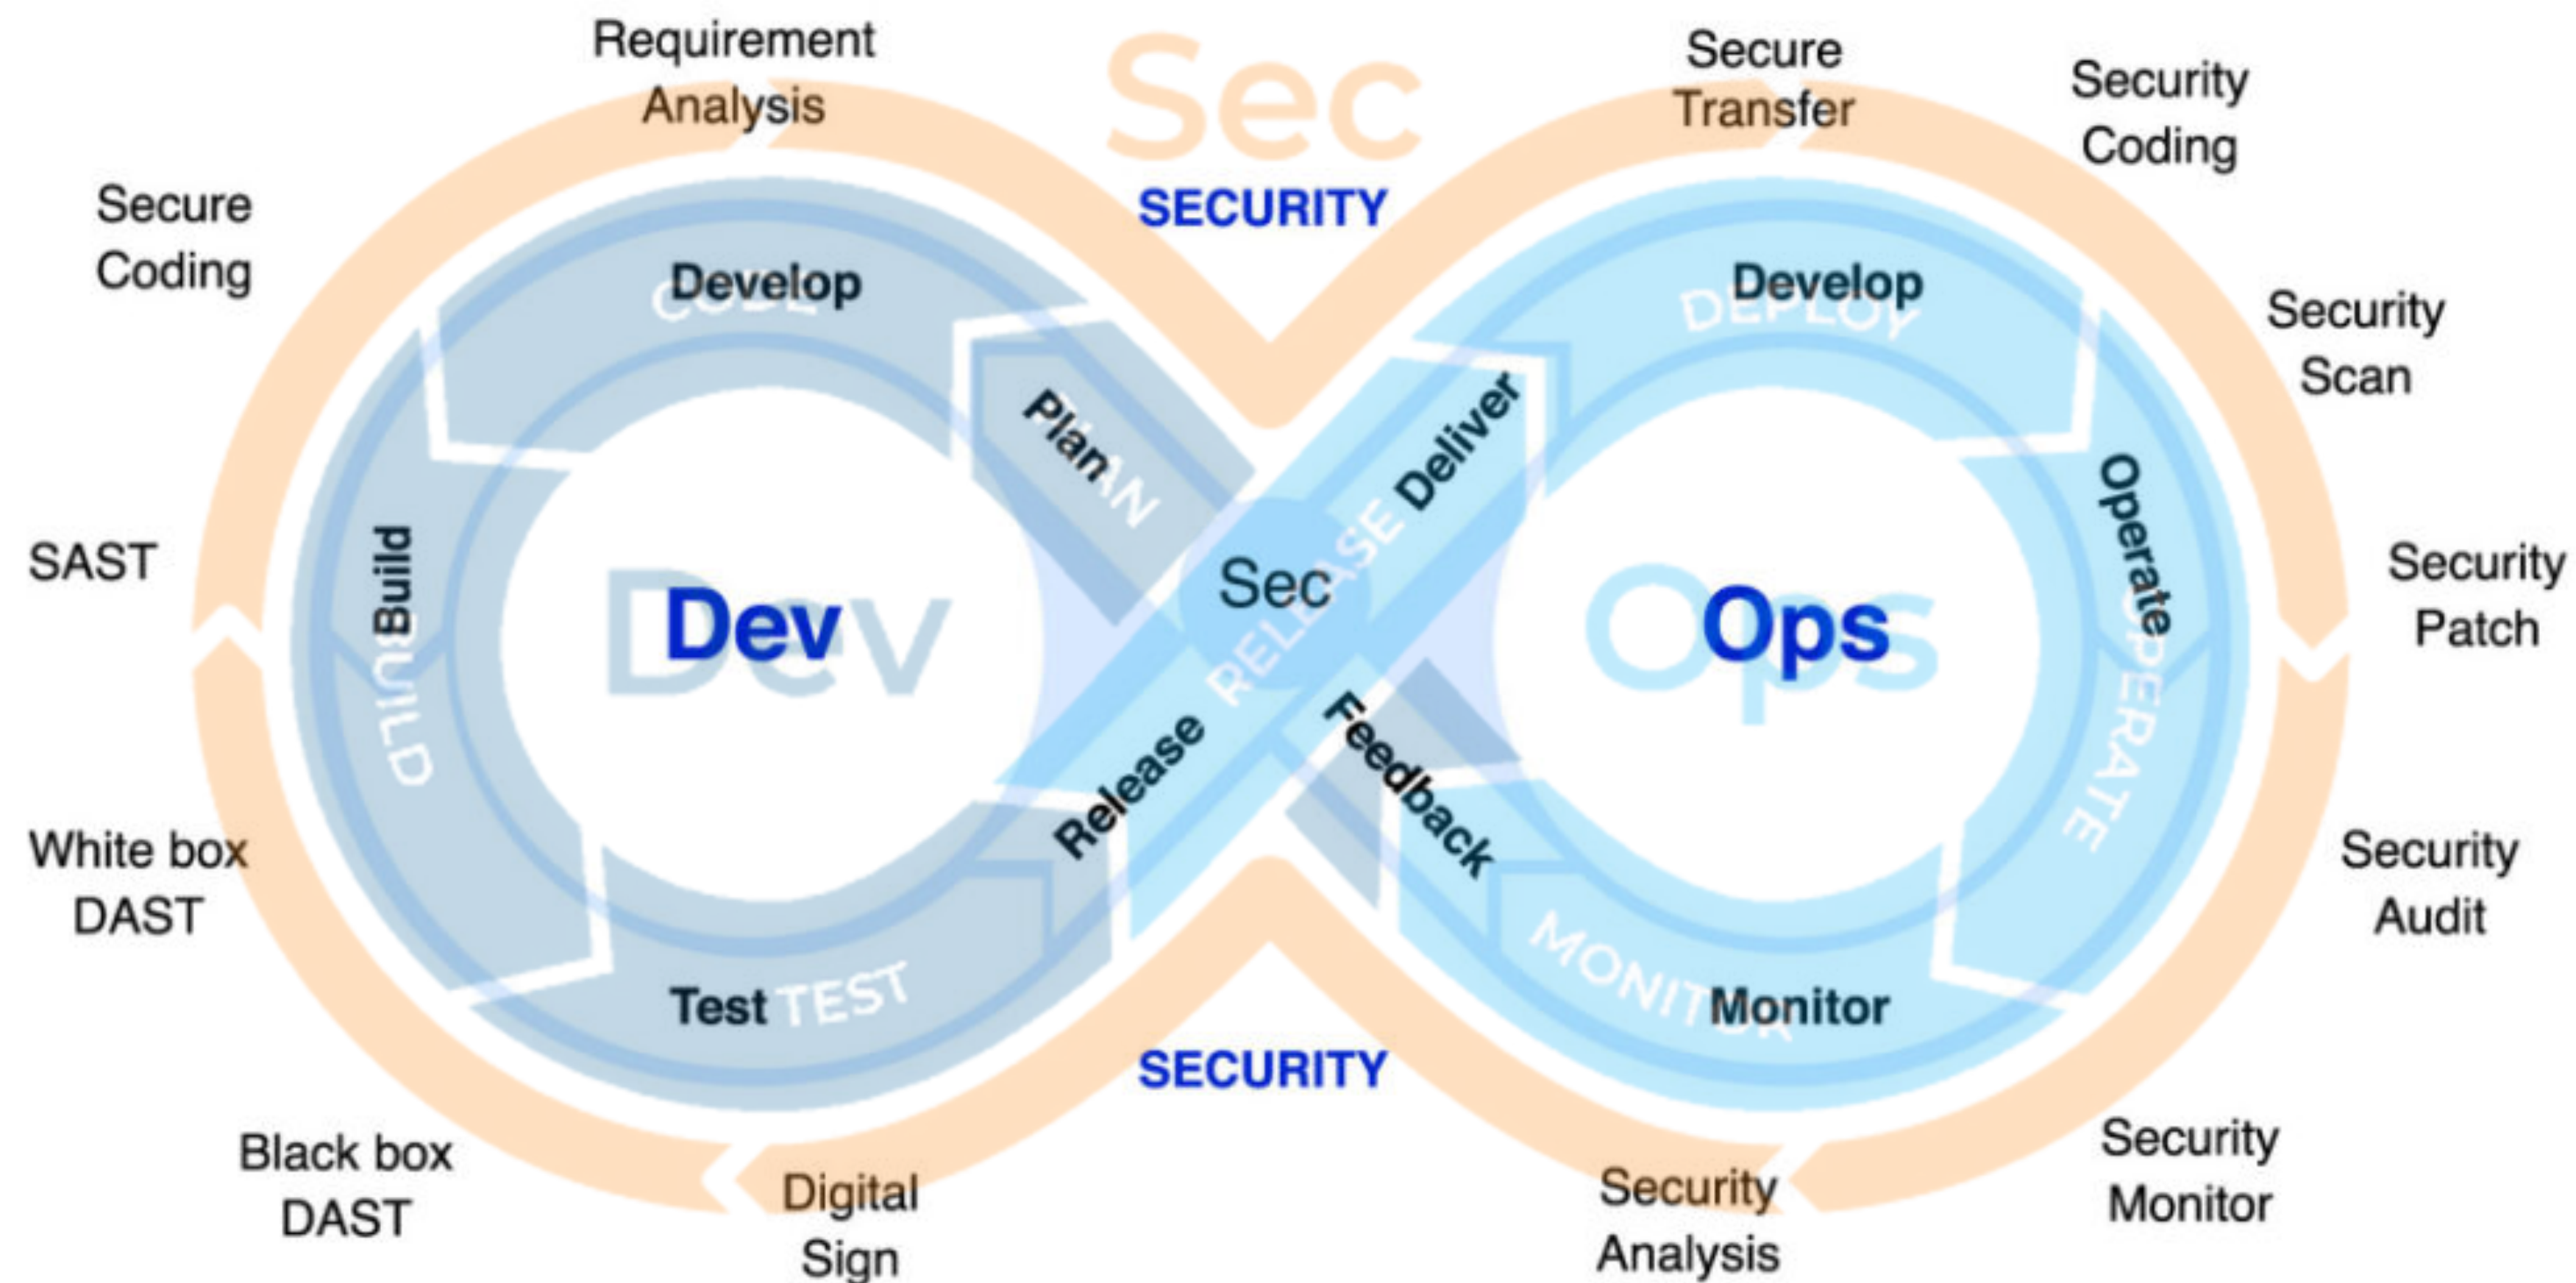 Requirement
Analysis
Sec
SECURITY
Secure
Transfer
Security
Coding
Secure
Coding
Develop
CODE
Develop
DEPLOY
Security
Scan
Plan
PLAN
Deliver
RELEASE
Sec
Operate
OPERATE
SAST
Build
BUILD
Dev
Dev
Ops
Ops
Security
Patch
Release
Feedback
White box
DAST
Security
Audit
Test
TEST
MONITOR
Monitor
SECURITY
Black box
DAST
Digital
Sign
Security
Analysis
Security
Monitor